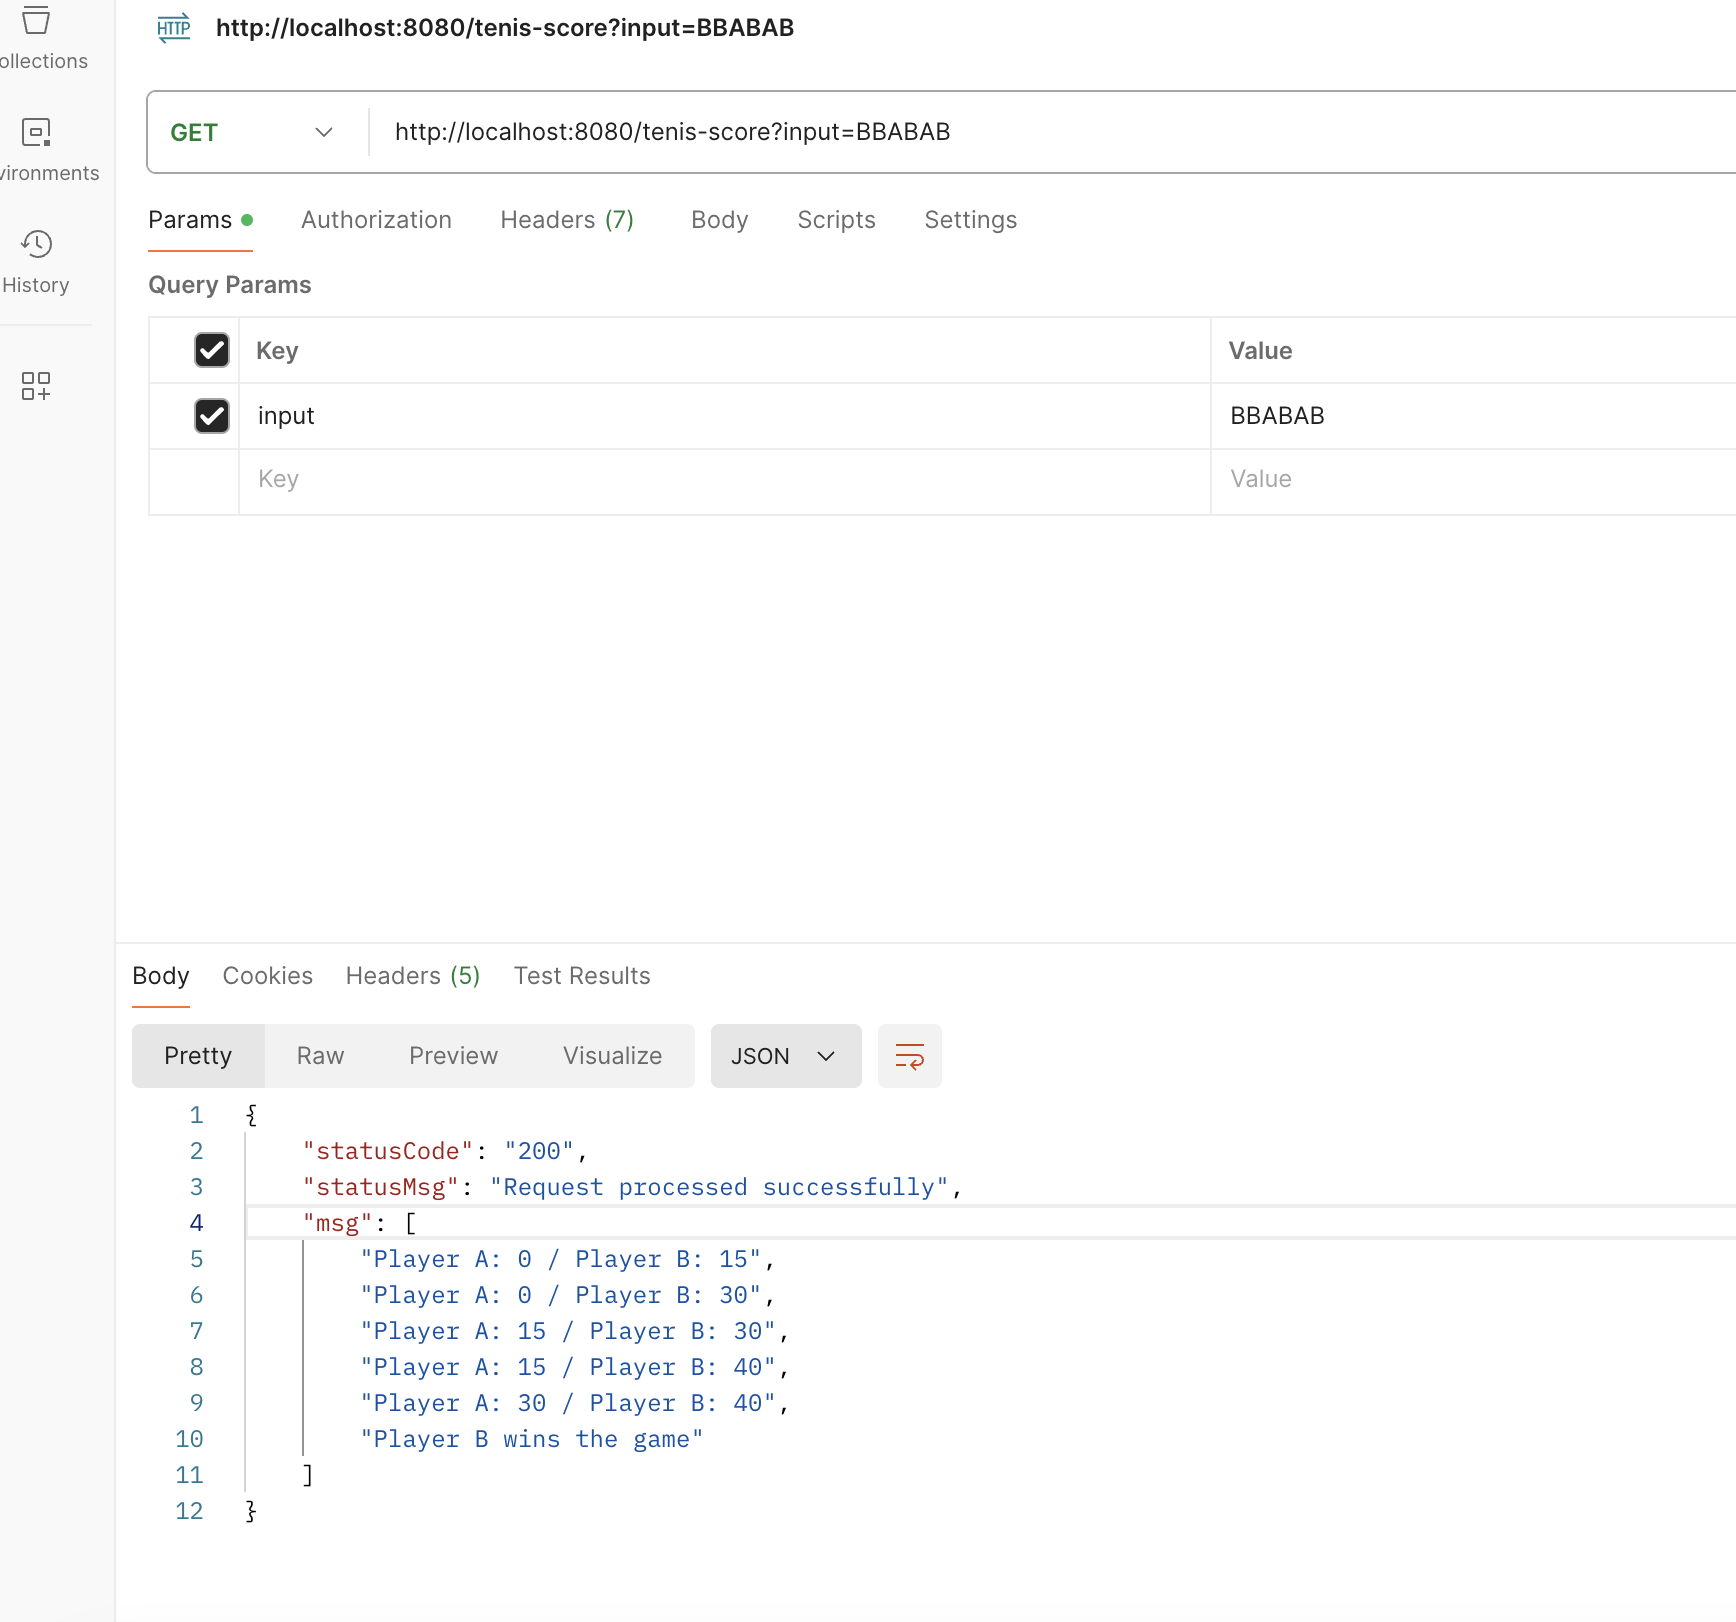 HTTP http://localhost:8080/tenis-score?input=BBABAB
ollections
GET http://localhost:8080/tenis-score?input=BBABAB
vironments
Params Authorization Headers (7) Body Scripts Settings
History
Query Params
Key Value
input BBABAB
Key Value
Body Cookies Headers (5) Test Results
Pretty Raw Preview Visualize JSON
1 {
2 "statusCode": "200",
3 "statusMsg": "Request processed successfully",
4 "msg": [
5 "Player A: 0 / Player B: 15",
6 "Player A: 0 / Player B: 30",
7 "Player A: 15 / Player B: 30",
8 "Player A: 15 / Player B: 40",
9 "Player A: 30 / Player B: 40",
10 "Player B wins the game"
11 ]
12 }